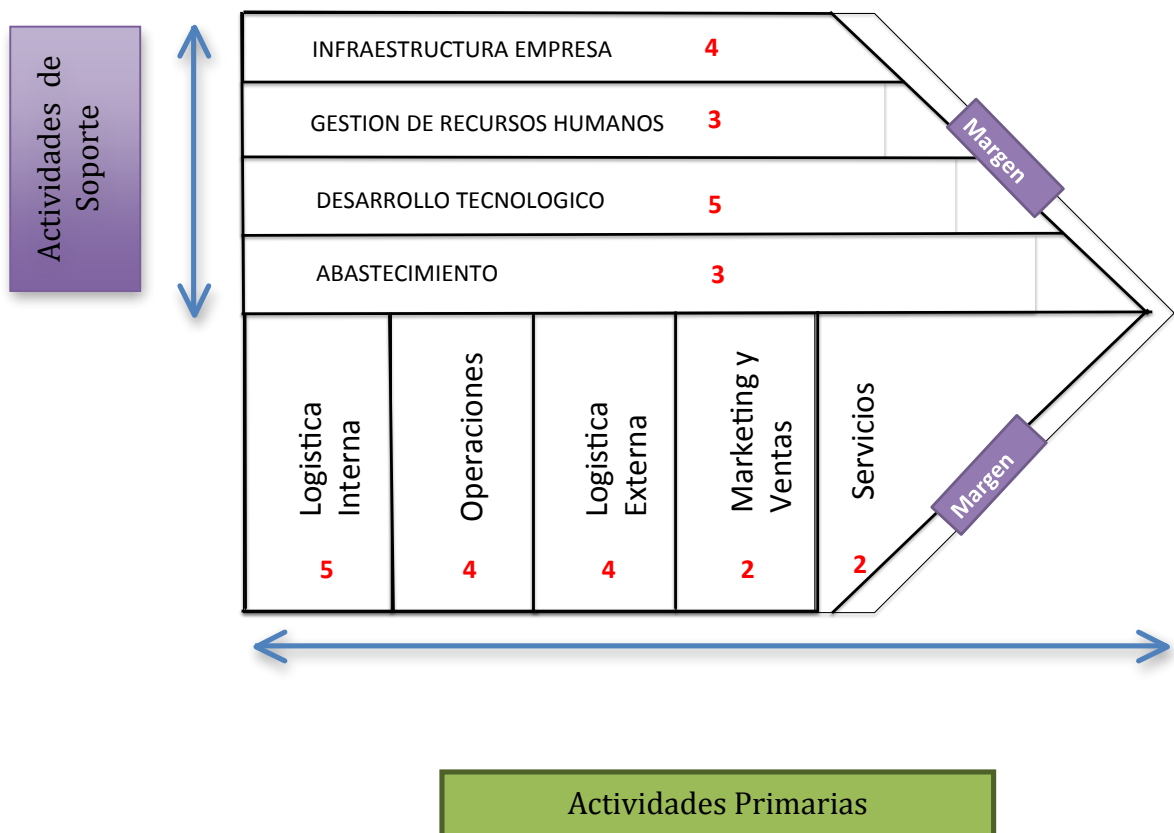 Actividades de
Soporte
INFRAESTRUCTURA EMPRESA 4
GESTION DE RECURSOS HUMANOS 3
DESARROLLO TECNOLOGICO 5
ABASTECIMIENTO 3
Margen
Logistica
Interna
5
Operaciones
4
Logistica
Externa
4
Marketing y
Ventas
2
Servicios
2
Margen
Actividades Primarias